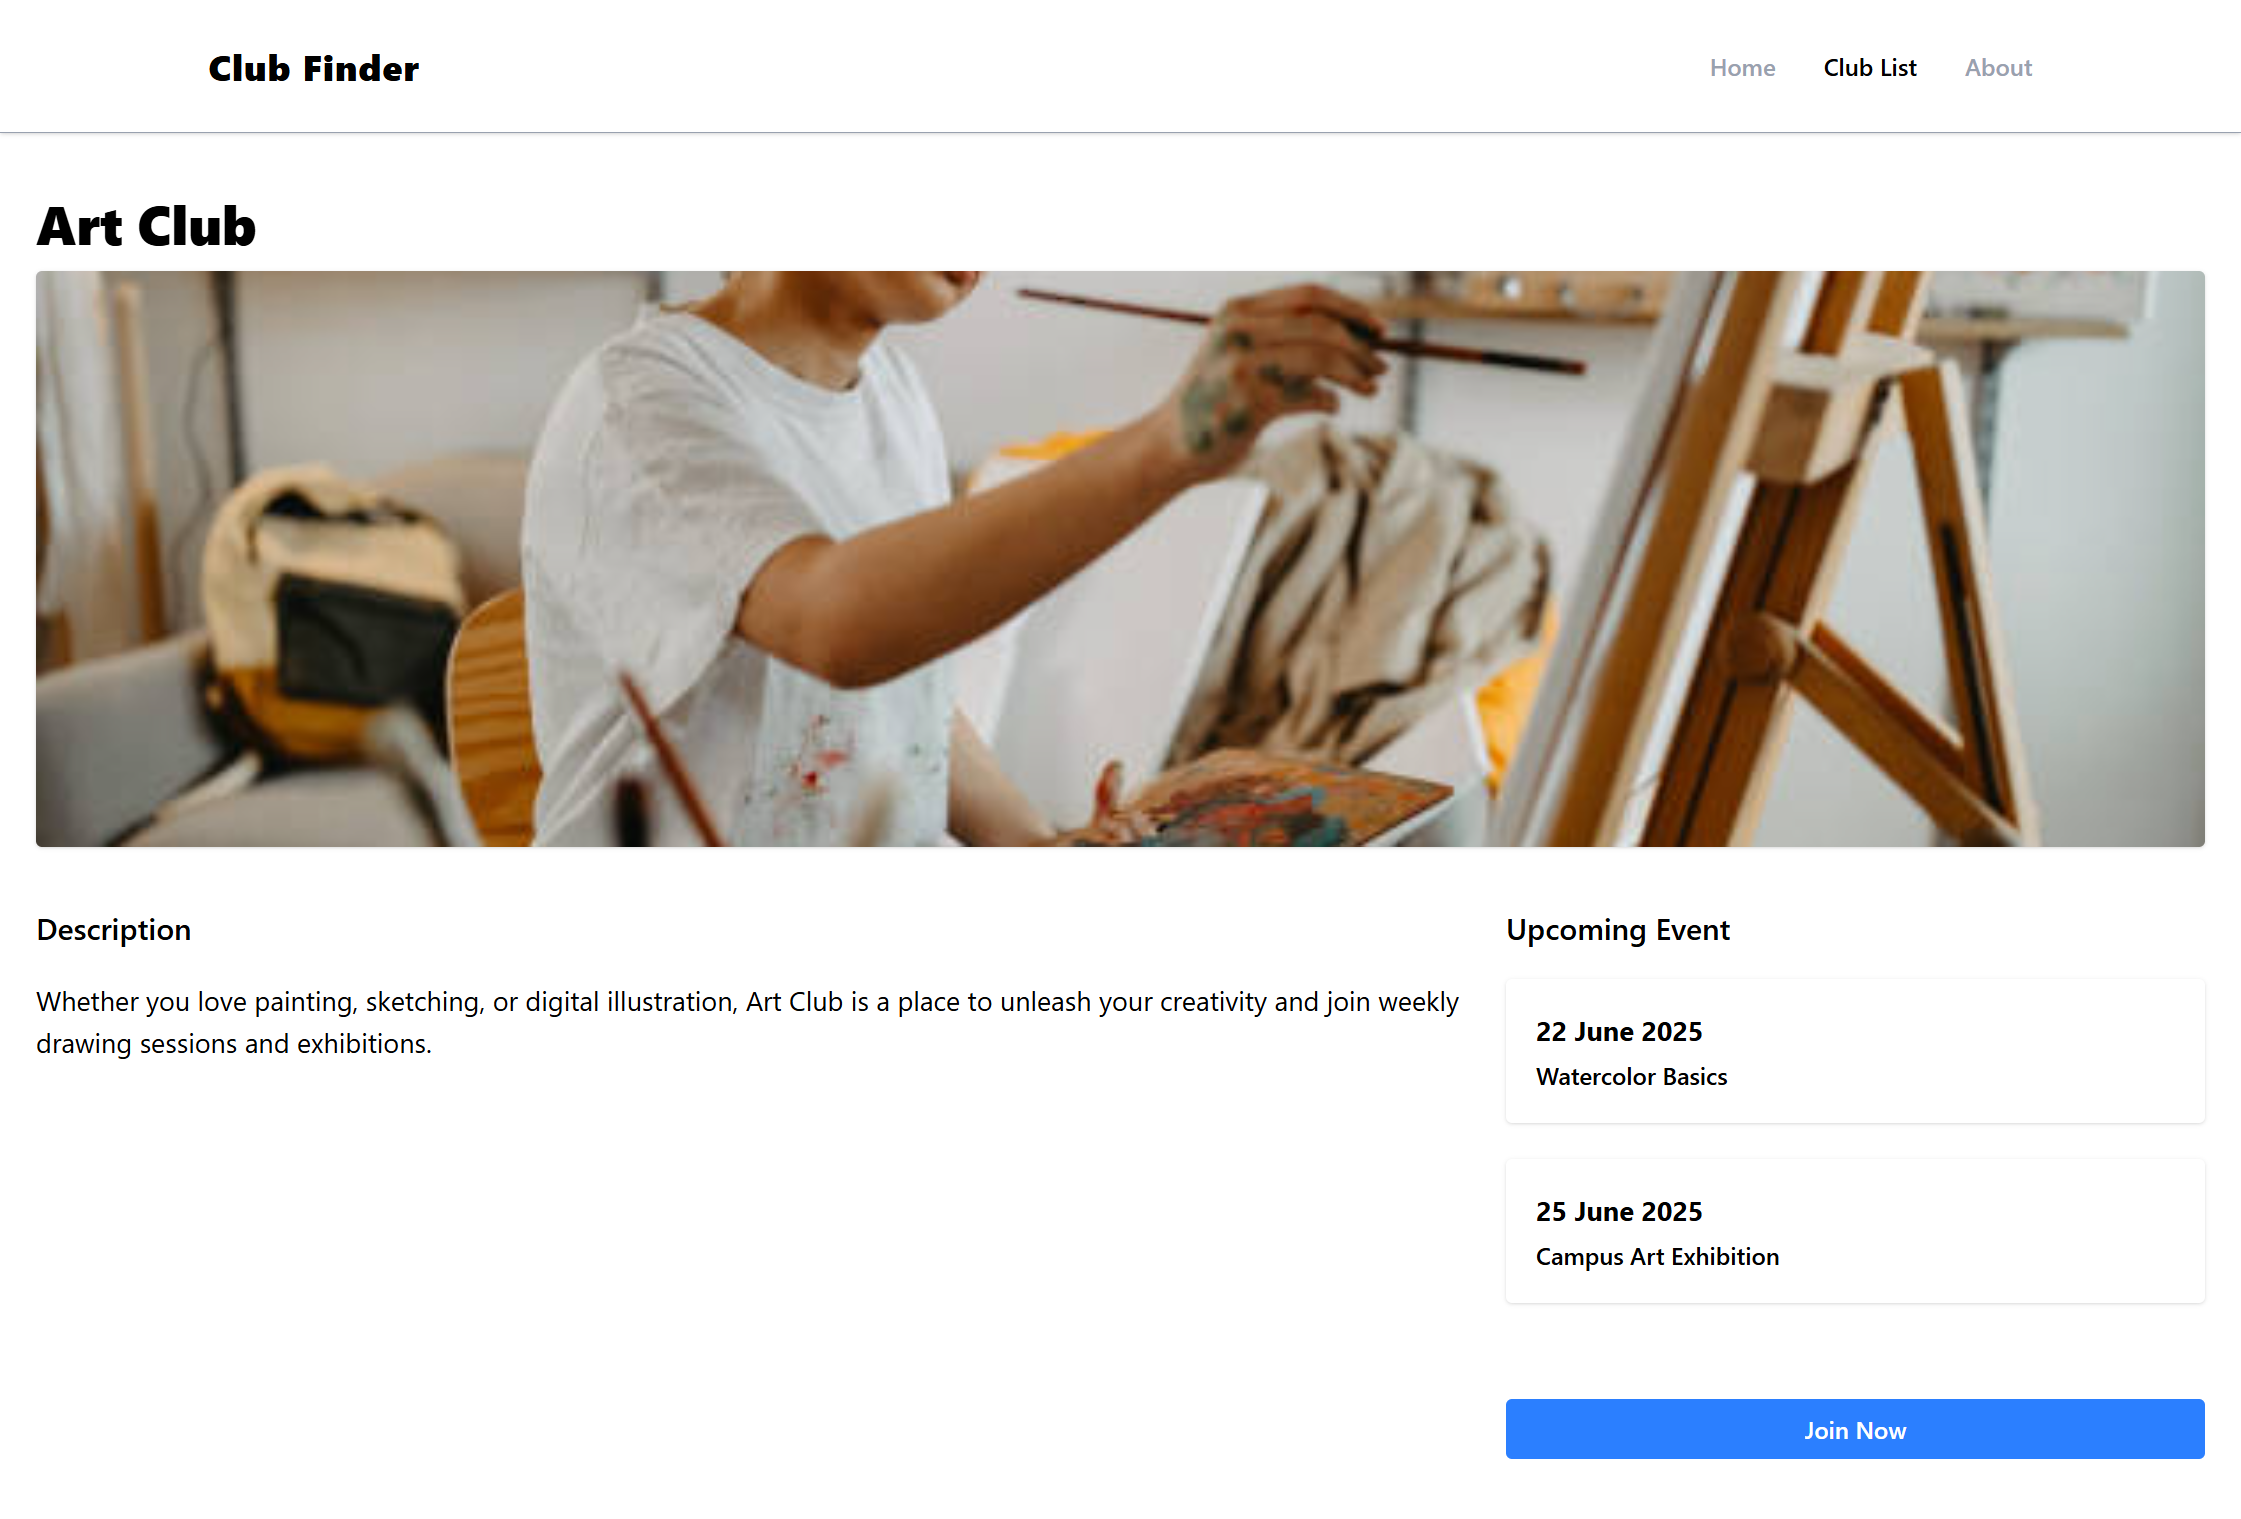 Club Finder
Home
Club List
About
Art Club
Description
Whether you love painting, sketching, or digital illustration, Art Club is a place to unleash your creativity and join weekly
drawing sessions and exhibitions.
Upcoming Event
22 June 2025
Watercolor Basics
25 June 2025
Campus Art Exhibition
Join Now